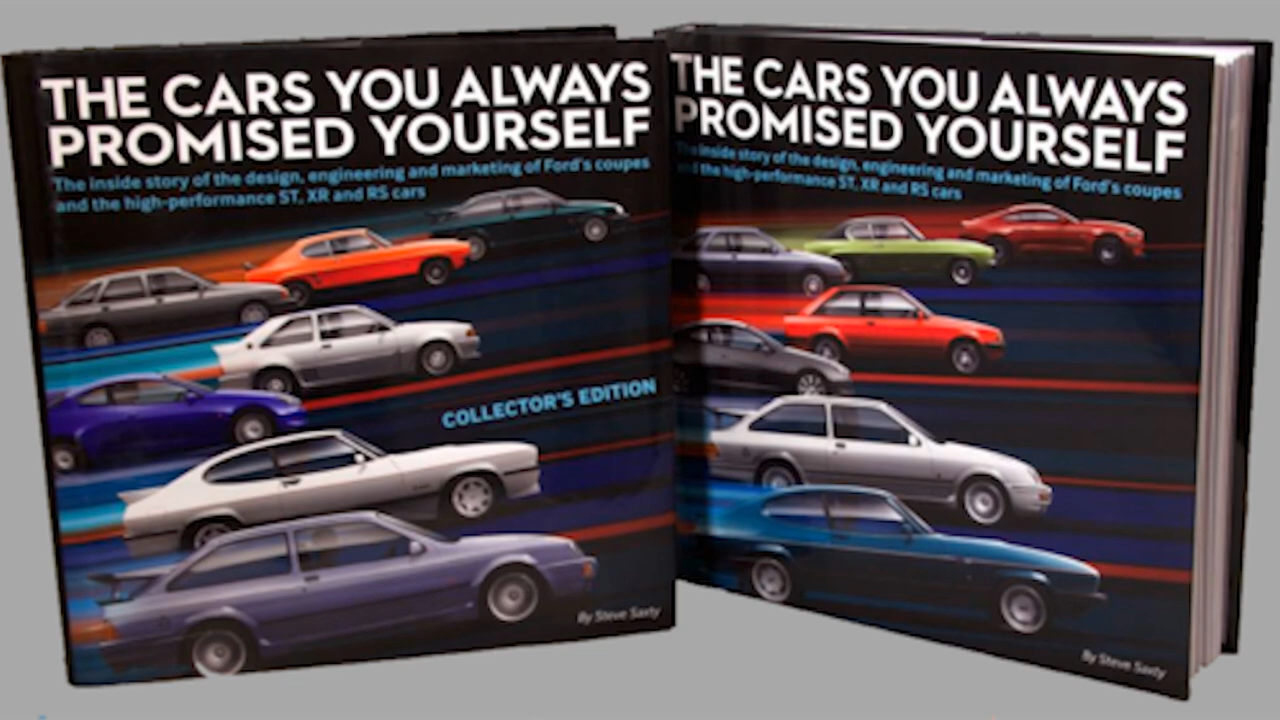 THE CARS YOU ALWAYS
PROMISED YOURSELF
The inside story of the design, engineering and marketing of Ford's coupes
and the high-performance ST, XR and RS cars
COLLECTOR'S EDITION
By Steve Saxty
THE CARS YOU ALWAYS
PROMISED YOURSELF
The inside story of the design, engineering and marketing of Ford's coupes
and the high-performance ST, XR and RS cars
By Steve Saxty